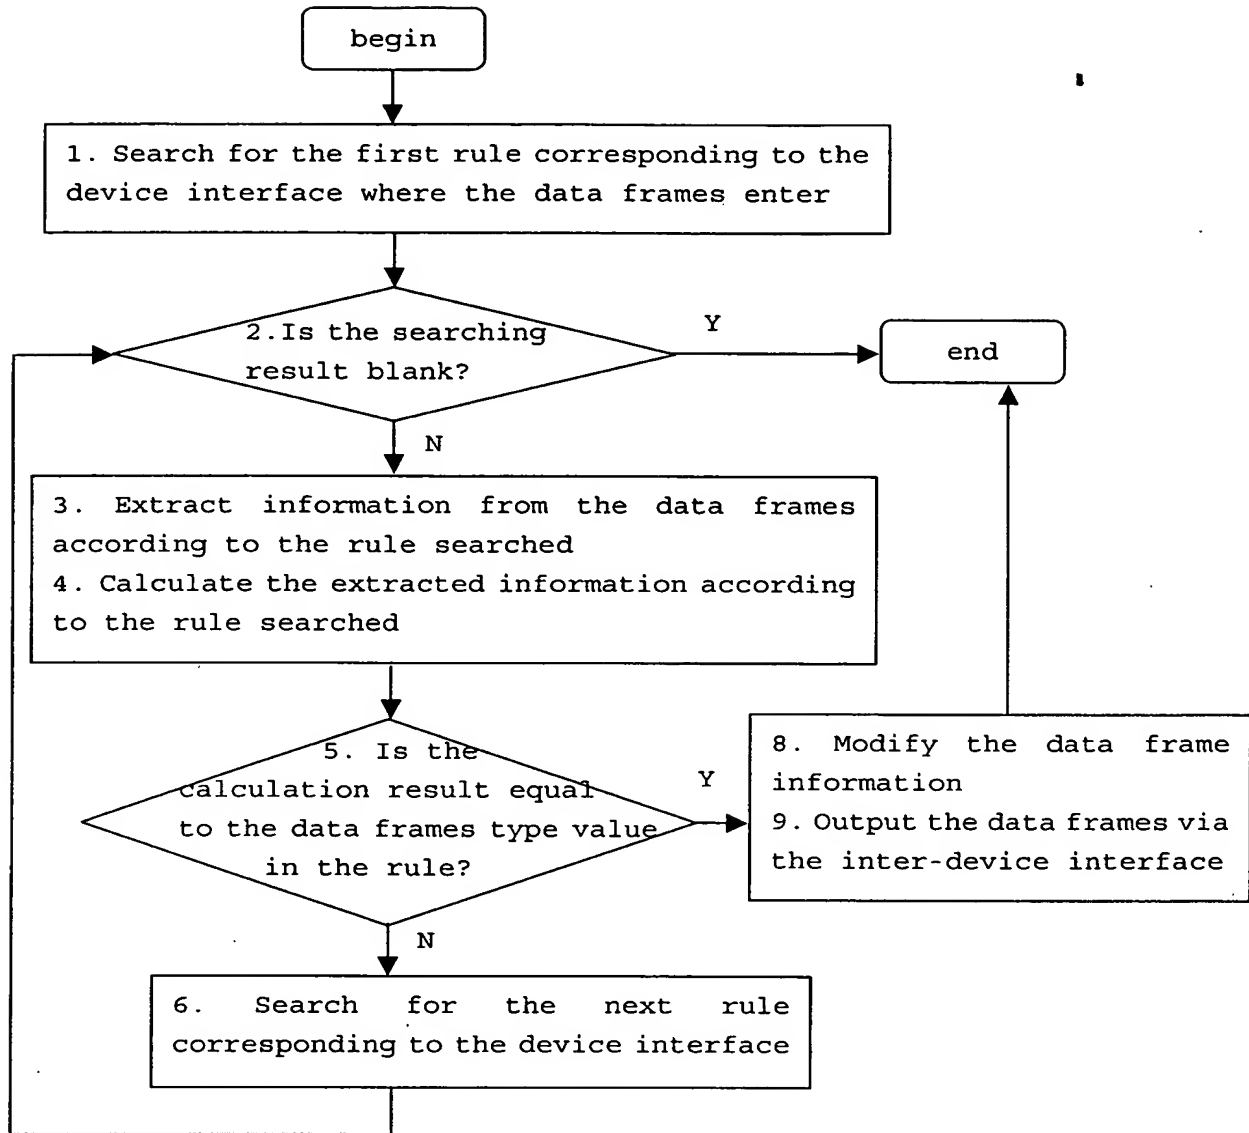 begin
1. Search for the first rule corresponding to the
device interface where the data frames enter
2.Is the searching
result blank?
Y
end
N
3. Extract information from the data frames
according to the rule searched
4. Calculate the extracted information according
to the rule searched
5. Is the
calculation result equal
to the data frames type value
in the rule?
Y
8. Modify the data frame
information
9. Output the data frames via
the inter-device interface
N
6. Search for the next rule
corresponding to the device interface